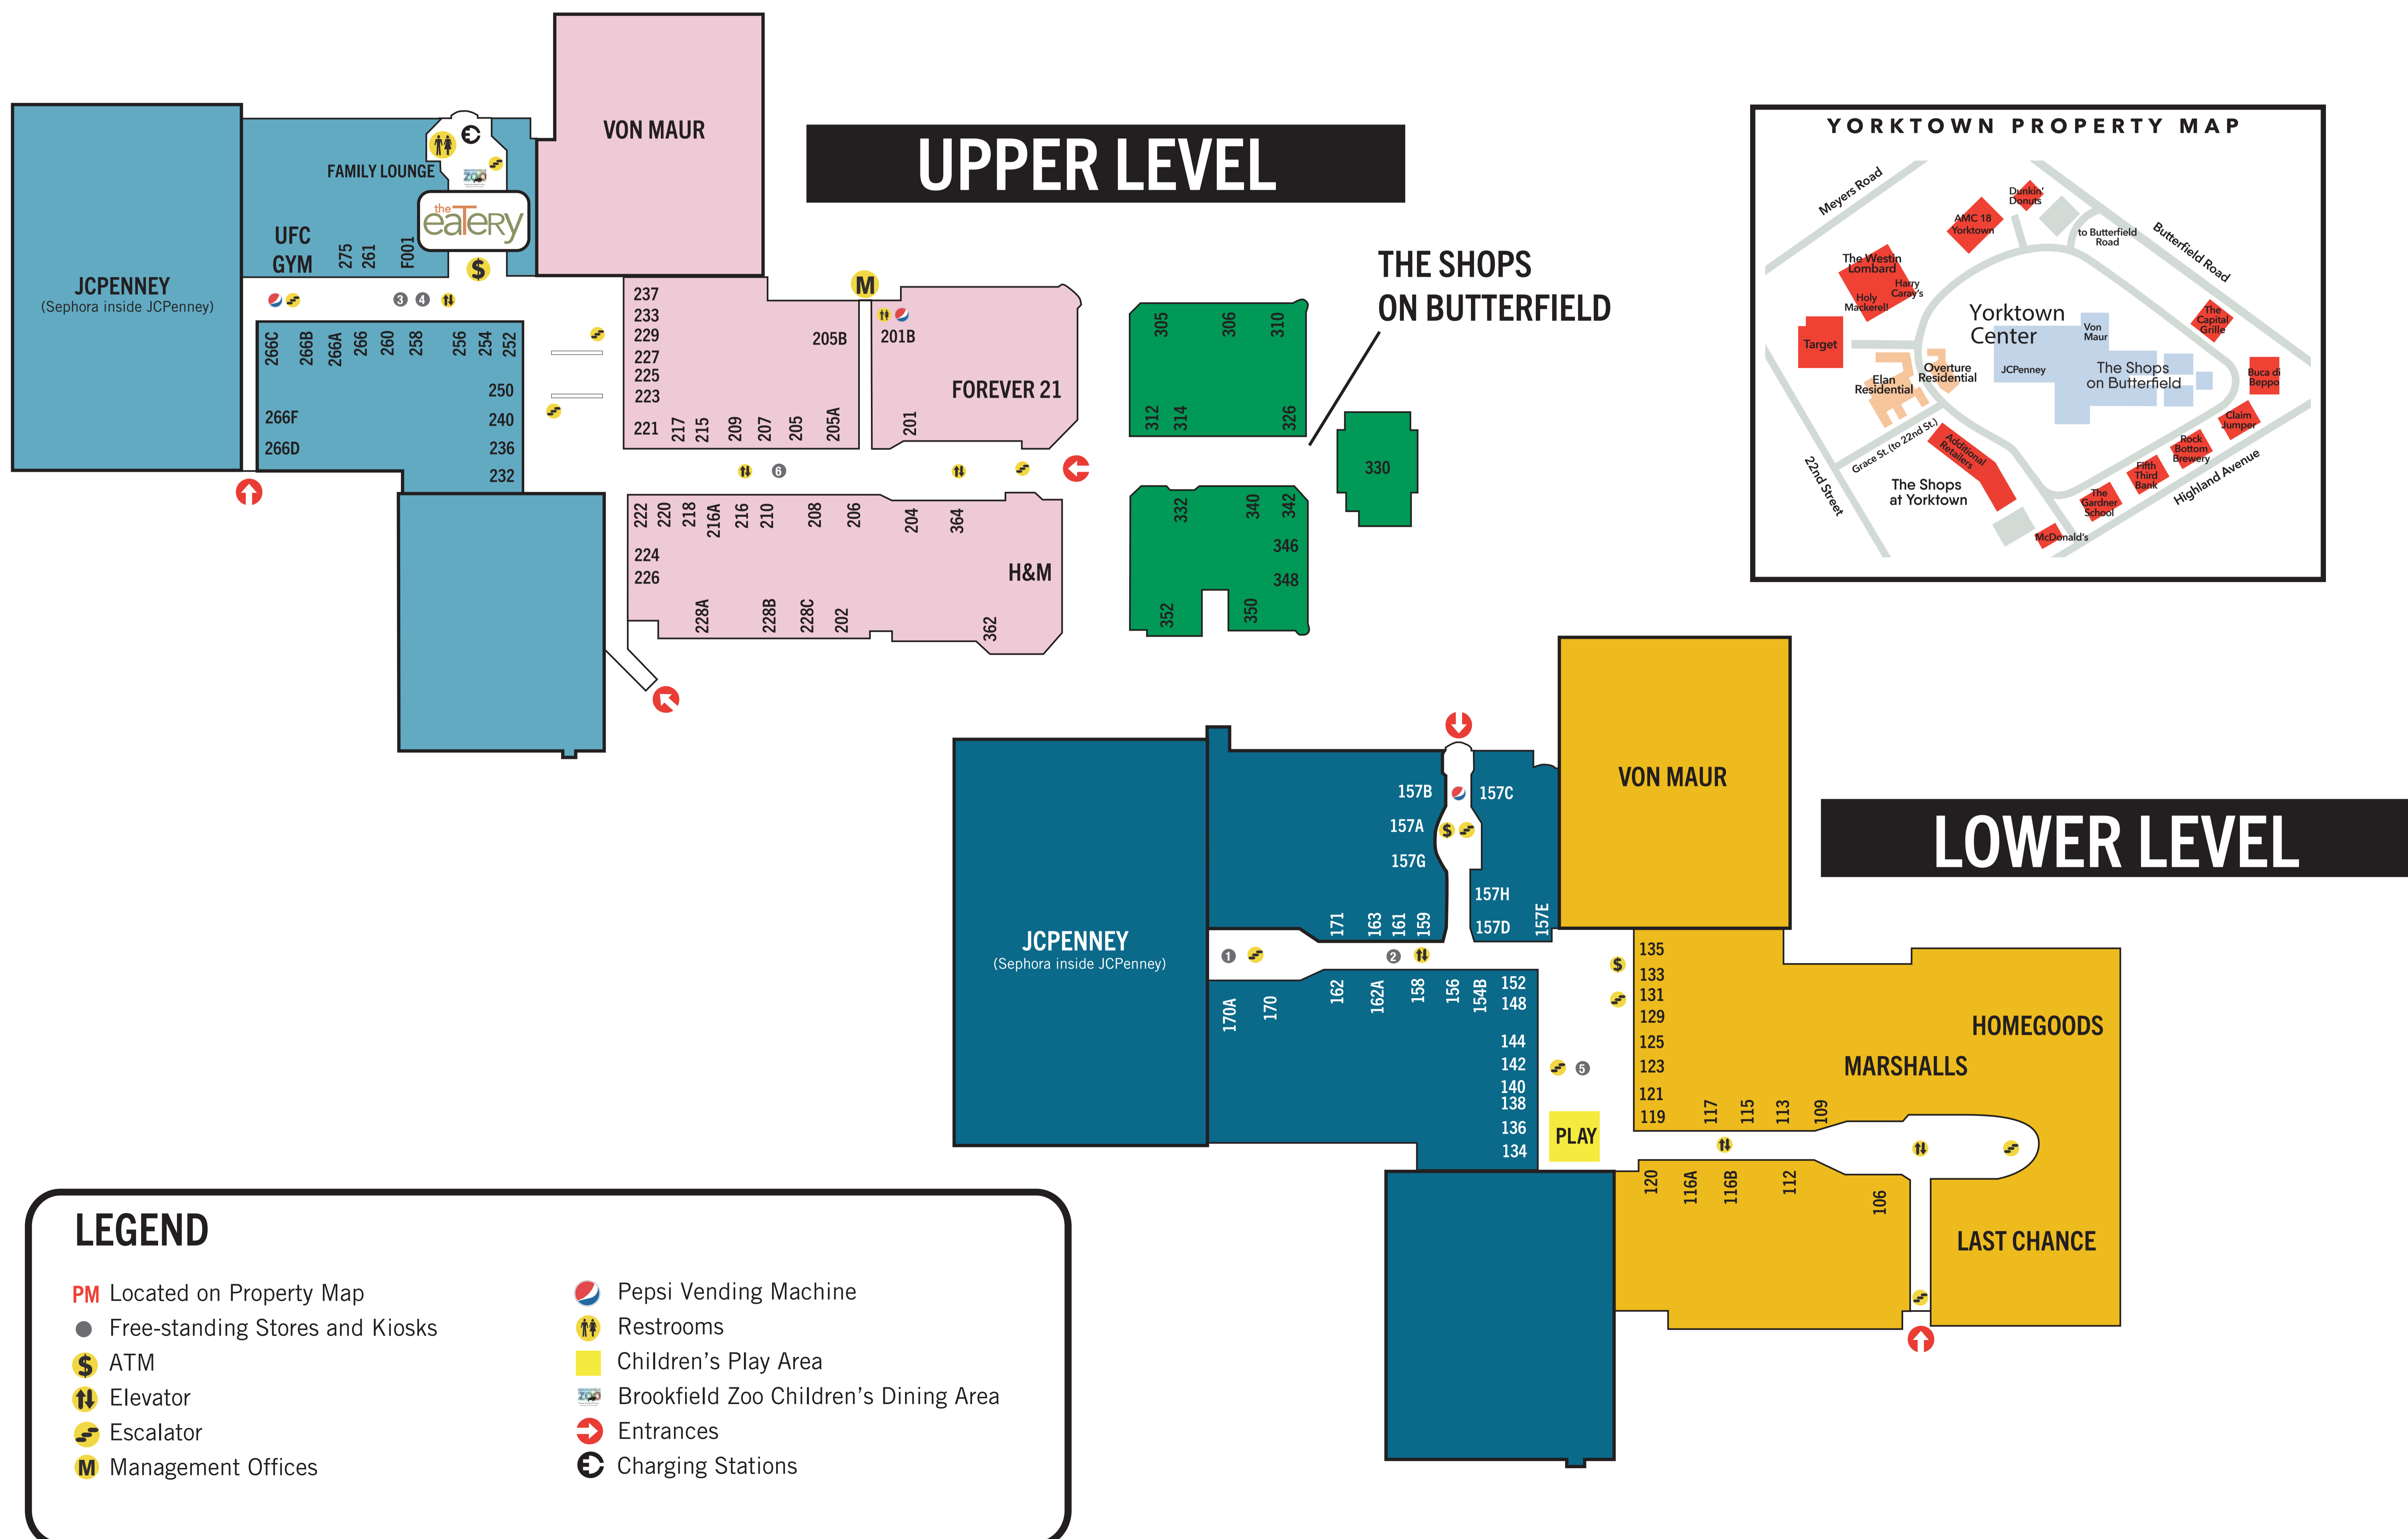 VON MAUR
UPPER LEVEL
FAMILY LOUNGE
ZOO
the
eaTery
UFC
GYM
275
261
F001
$
JCPENNEY
(Sephora inside JCPenney)
3
4
266C
266B
266A
266
260
258
256
254
252
250
240
236
232
266F
266D
237
233
229
227
225
223
221
217
215
209
207
205
205A
205B
M
201B
FOREVER 21
201
6
222
220
218
216A
216
210
208
206
204
364
224
226
H&M
228A
228B
228C
202
362
THE SHOPS
ON BUTTERFIELD
305
306
310
312
314
326
330
332
340
342
346
348
352
350
YORKTOWN PROPERTY MAP
Meyers Road
Dunkin'
Donuts
AMC 18
Yorktown
to Butterfield
Road
Butterfield Road
The Westin
Lombard
Harry
Caray's
Holy
Mackerel!
Target
Yorktown
Center
Von
Maur
The
Capital
Grille
JCPenney
The Shops
on Butterfield
Overture
Residential
Elan
Residential
Buca di
Beppo
Claim
Jumper
Rock
Bottom
Brewery
Fifth
Third
Bank
Highland Avenue
The
Gardner
School
McDonald's
Grace St. (to 22nd St.)
Additional
Retailers
22nd Street
The Shops
at Yorktown
LOWER LEVEL
VON MAUR
157B
157C
157A
$
157G
157H
157D
157E
171
163
161
159
JCPENNEY
(Sephora inside JCPenney)
1
2
170A
170
162
162A
158
156
154B
152
148
144
142
140
138
136
134
$
5
PLAY
135
133
131
129
125
123
121
119
117
115
113
109
HOMEGOODS
MARSHALLS
120
116A
116B
112
106
LAST CHANCE
LEGEND
PM Located on Property Map
Free-standing Stores and Kiosks
$ ATM
Elevator
Escalator
M Management Offices
Pepsi Vending Machine
Restrooms
Children's Play Area
ZOO Brookfield Zoo Children's Dining Area
Entrances
Charging Stations